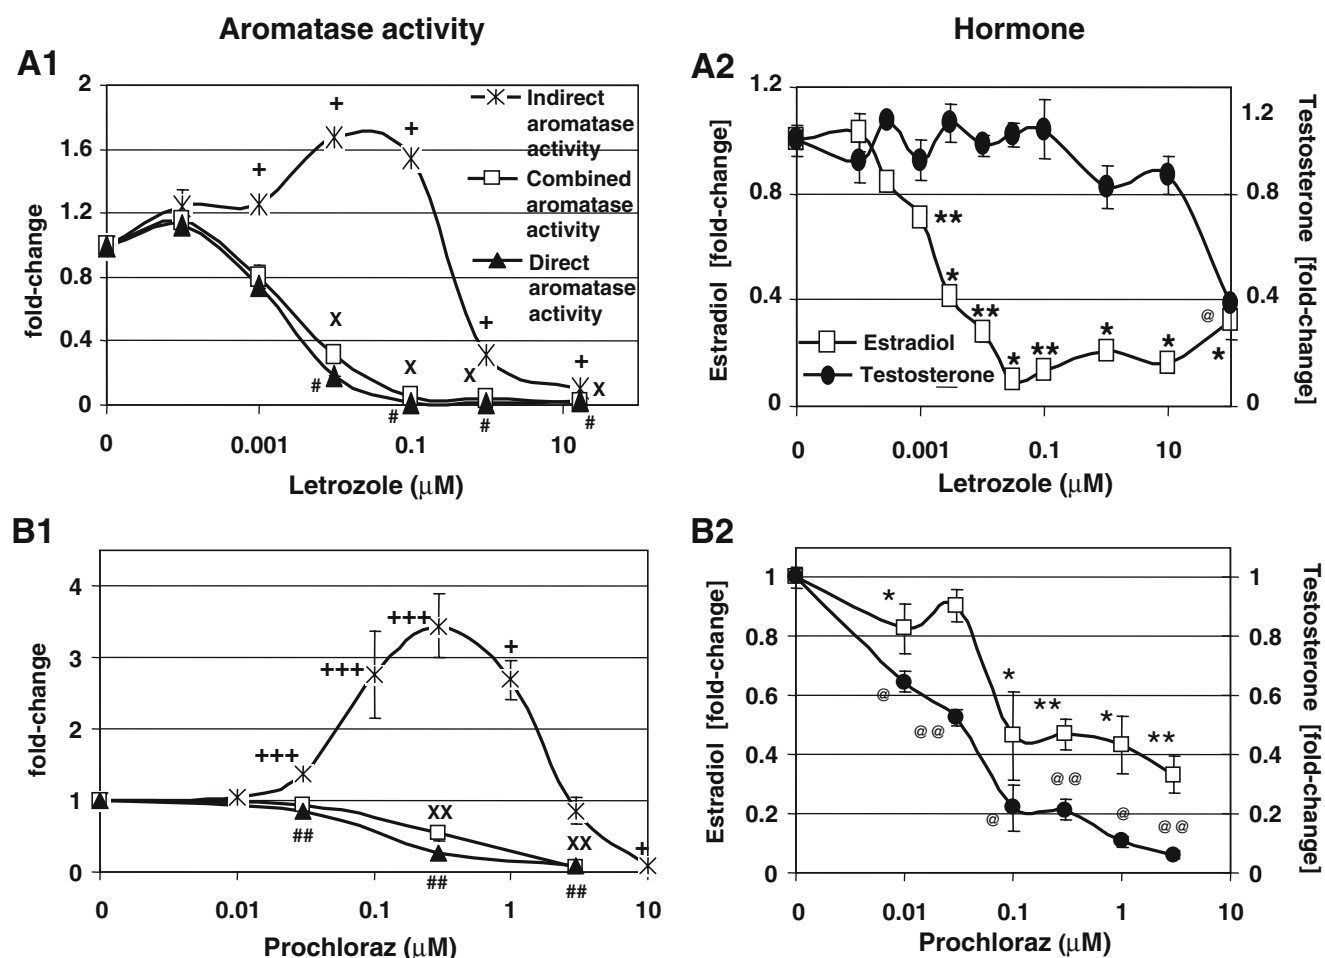 Aromatase activity
Hormone
A1
2
1.6
1.2
0.8
0.4
0
fold-change
Indirect
aromatase
activity
Combined
aromatase
activity
Direct
aromatase
activity
+
+
+
+
+
X
X
X
X
#
#
#
#
0
0.001
0.1
10
Letrozole (μM)
A2
1.2
0.8
0.4
0
Estradiol [fold-change]
1.2
0.8
0.4
0
Testosterone [fold-change]
**
*
**
*
**
*
*
*
@
Estradiol
Testosterone
0
0.001
0.1
10
Letrozole (μM)
B1
4
3
2
1
0
fold-change
+++
+++
+++
+
+
XX
XX
##
##
##
0
0.01
0.1
1
10
Prochloraz (μM)
B2
1
0.8
0.6
0.4
0.2
0
Estradiol [fold-change]
1
0.8
0.6
0.4
0.2
0
Testosterone [fold-change]
*
*
**
*
**
@
@ @
@
@ @
@
@ @
0
0.01
0.1
1
10
Prochloraz (μM)